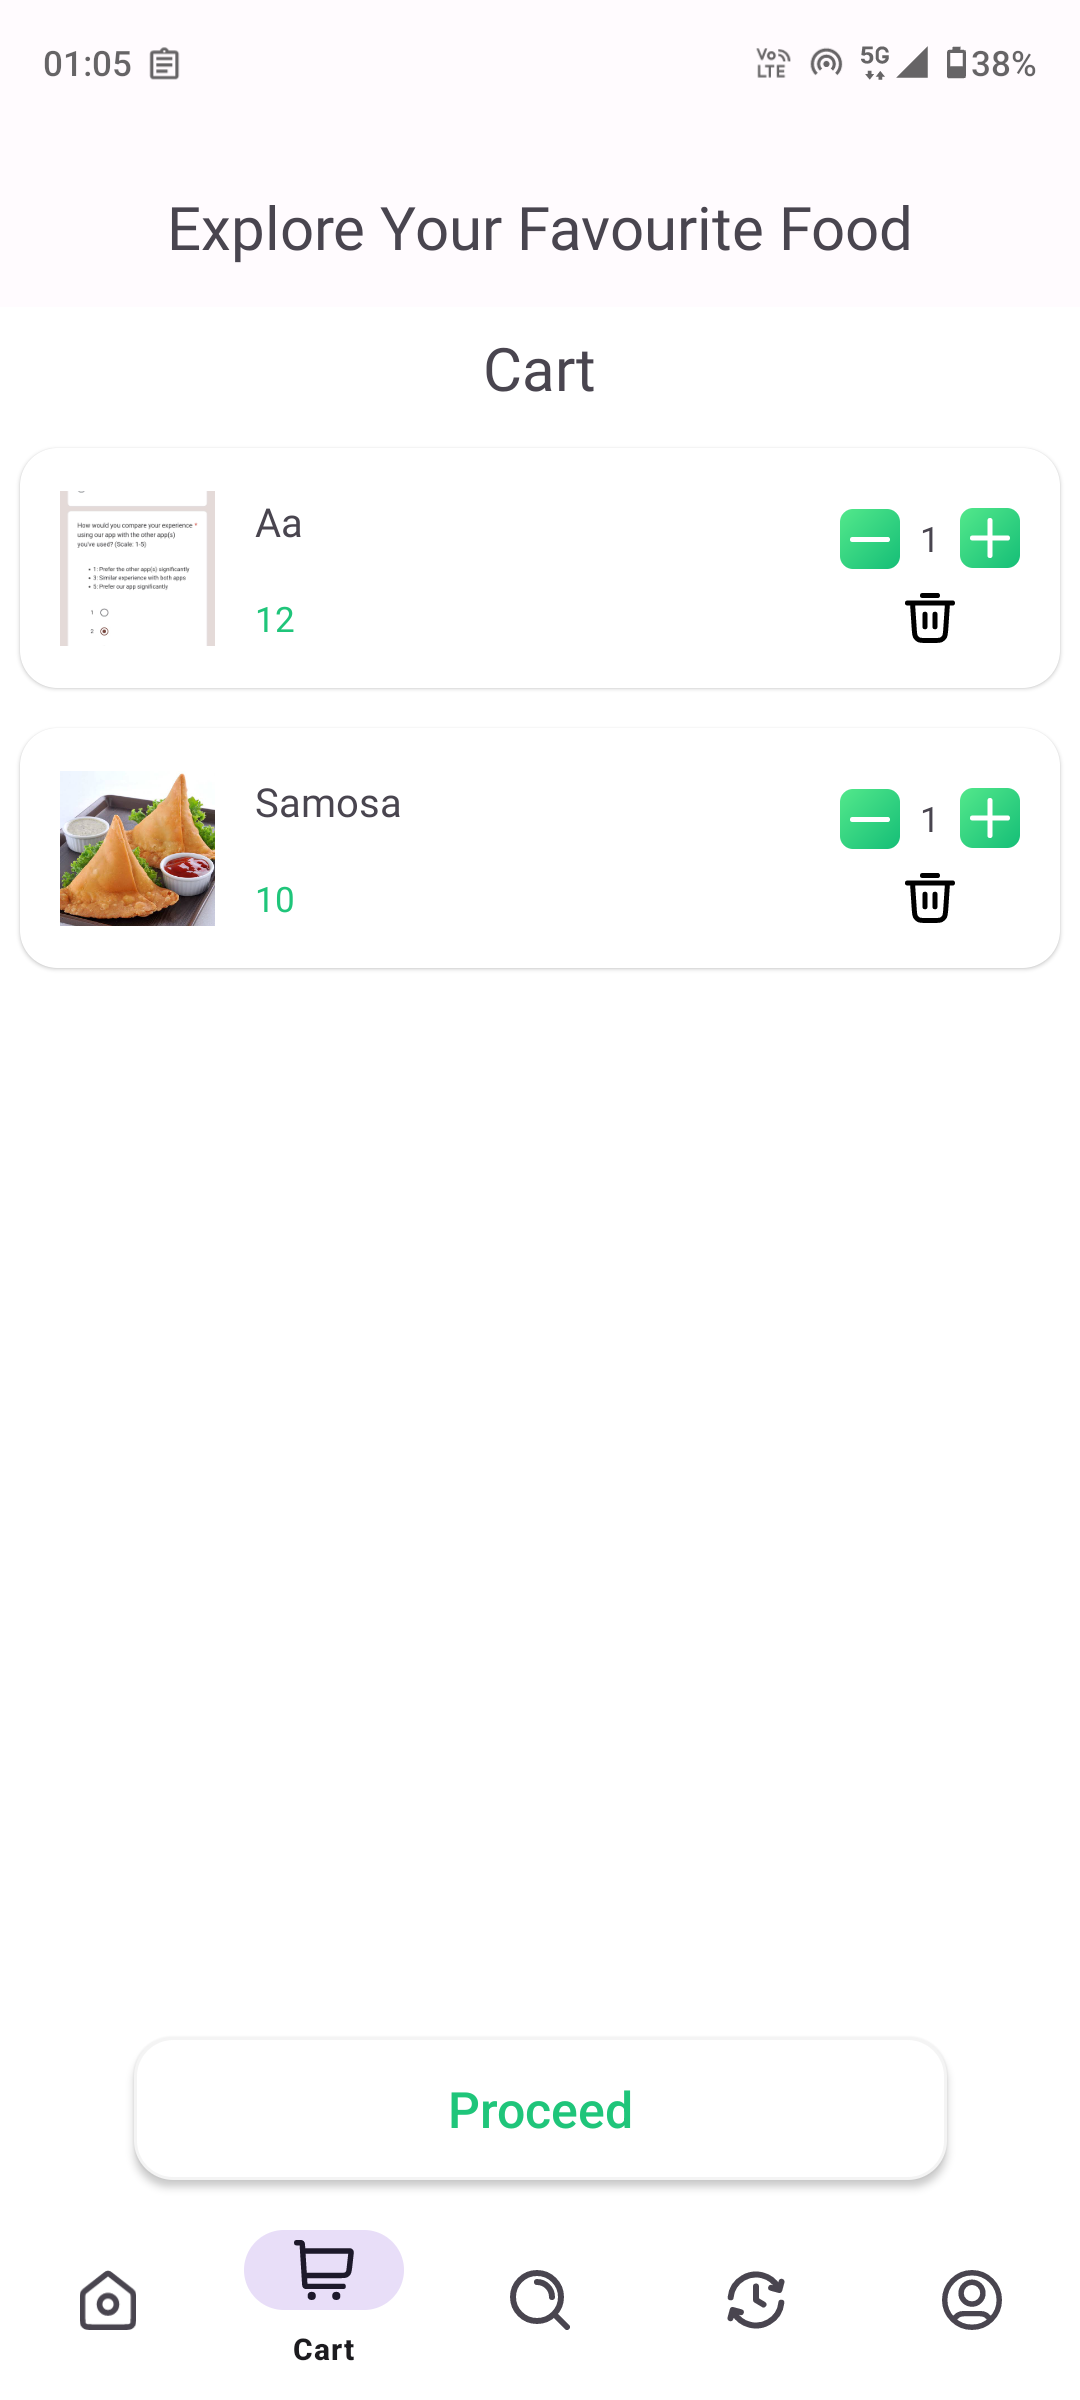 01:05
Vo LTE 5G 38%
Explore Your Favourite Food
Cart
How would you compare your experience *
using our app with the other app(s)
you've used? (Scale: 1-5)
• 1: Prefer the other app(s) significantly
• 3: Similar experience with both apps
• 5: Prefer our app significantly
1
2
Aa
1
12
Samosa
1
10
Proceed
Cart